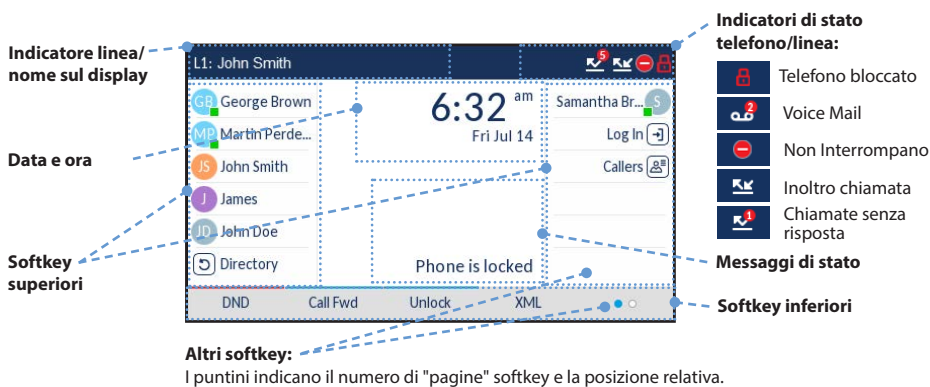 Indicatore linea/
nome sul display
Data e ora
Softkey
superiori
L1: John Smith
5
GB George Brown
MP Martin Perde...
JS John Smith
J James
JD John Doe
Directory
6:32 am
Fri Jul 14
Phone is locked
Samantha Br... S
Log In
Callers
DND Call Fwd Unlock XML
Indicatori di stato
telefono/linea:
Telefono bloccato
2 Voice Mail
Non Interrompano
Inoltro chiamata
1 Chiamate senza
risposta
Messaggi di stato
Softkey inferiori
Altri softkey:
I puntini indicano il numero di "pagine" softkey e la posizione relativa.